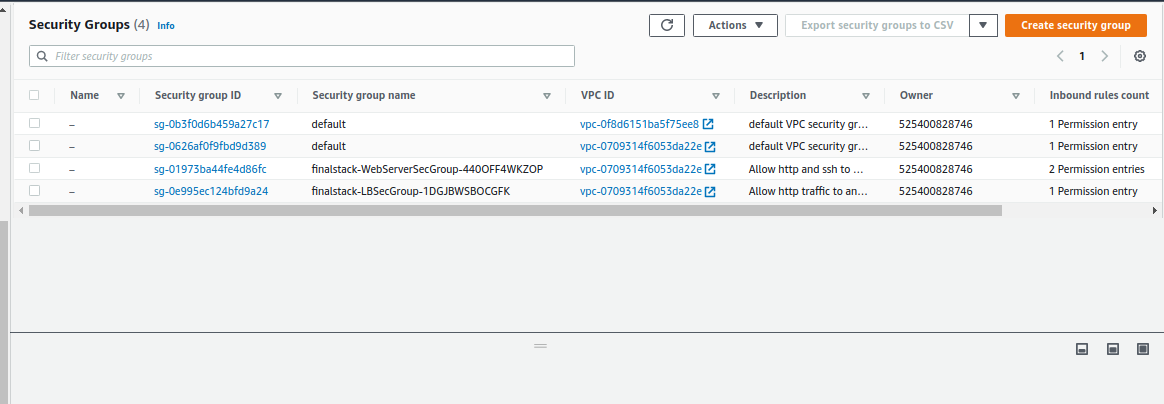 Security Groups (4) Info
Actions
Export security groups to CSV
Create security group
Filter security groups
1
Name Security group ID Security group name VPC ID Description Owner Inbound rules count
– sg-0b3f0d6b459a27c17 default vpc-0f8d6151ba5f75ee8 default VPC security gr... 525400828746 1 Permission entry
– sg-0626af0f9fbd9d389 default vpc-0709314f6053da22e default VPC security gr... 525400828746 1 Permission entry
– sg-01973ba44fe4d86fc finalstack-WebServerSecGroup-440OFF4WKZOP vpc-0709314f6053da22e Allow http and ssh to ... 525400828746 2 Permission entries
– sg-0e995ec124bfd9a24 finalstack-LBSecGroup-1DGJBWSBOCGFK vpc-0709314f6053da22e Allow http traffic to an... 525400828746 1 Permission entry